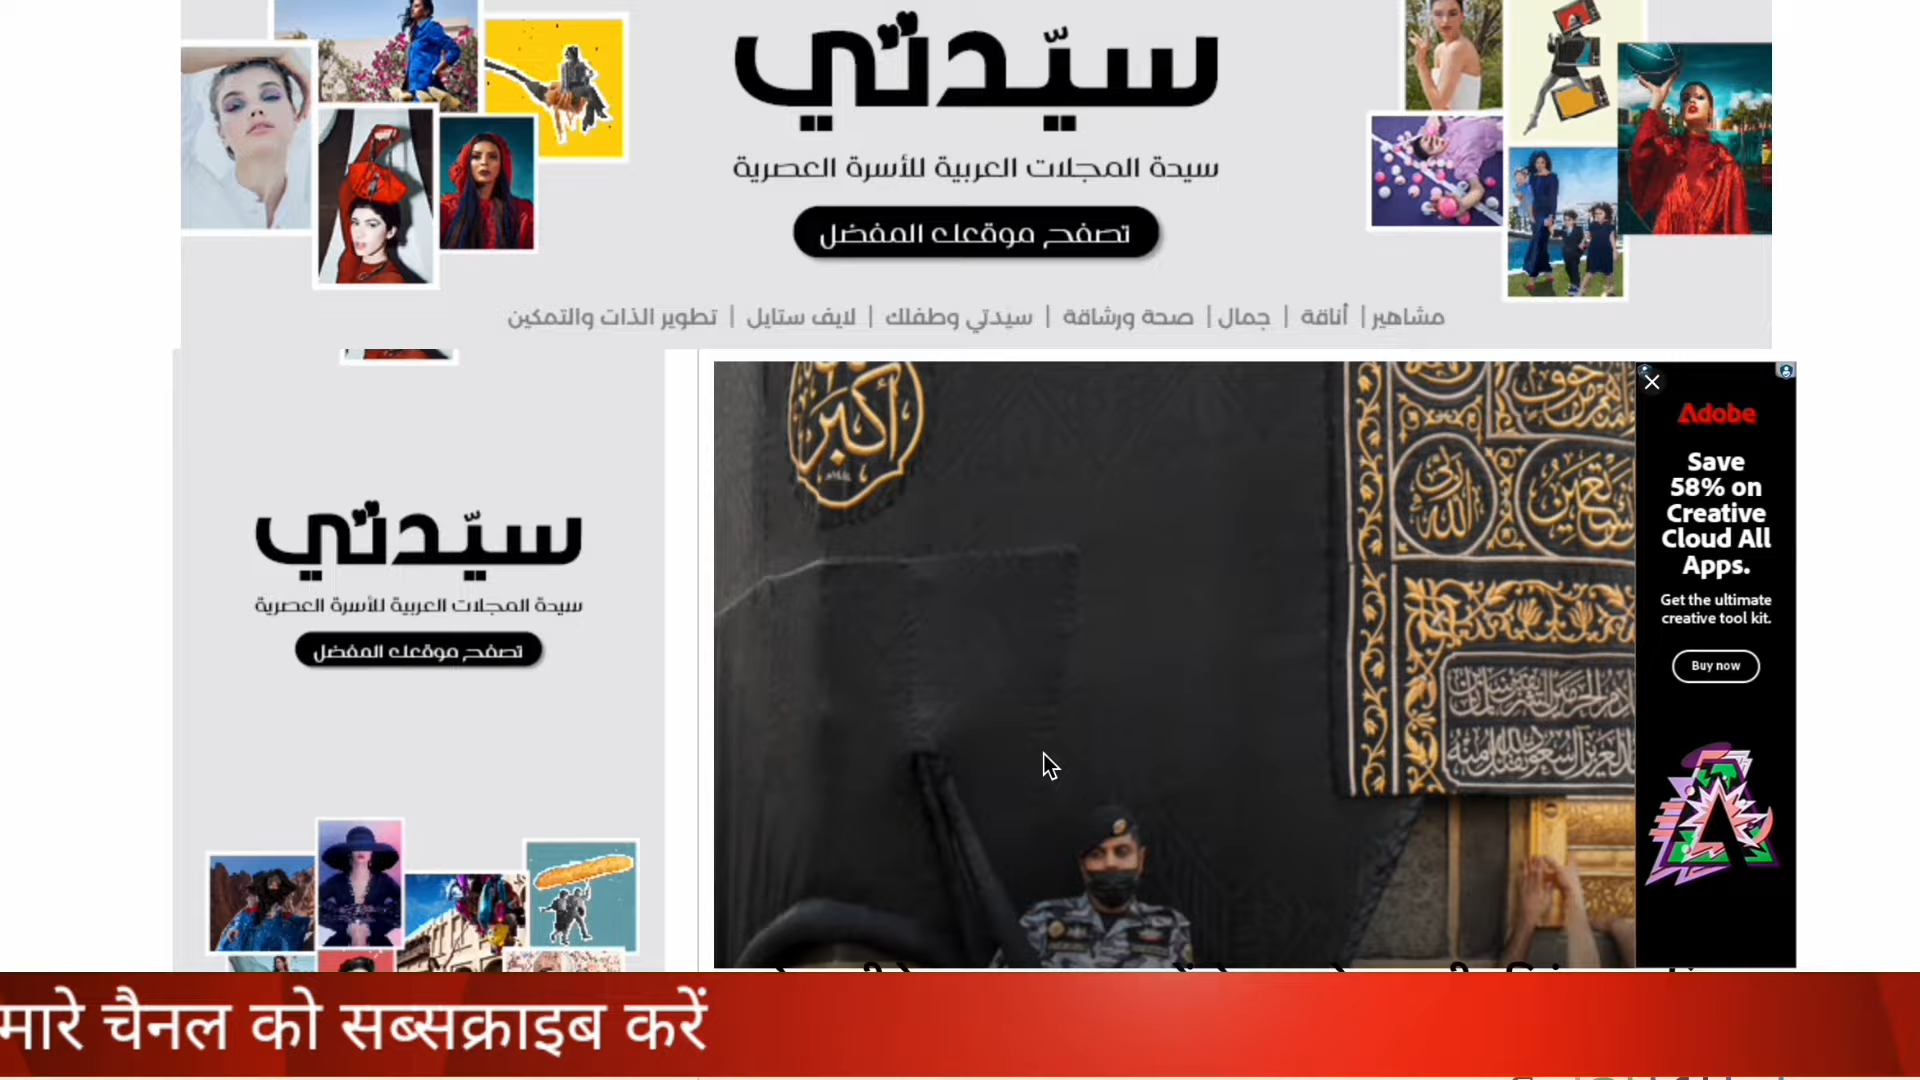 سيّدتي
سيدة المجلات العربية للأسرة العصرية
تصفح موقعك المفضل
مشاهير | أناقة | جمال | صحة ورشاقة | سيدتي وطفلك | لايف ستايل | تطوير الذات والتمكين
سيّدتي
سيدة المجلات العربية للأسرة العصرية
تصفح موقعك المفضل
أكبر
Adobe
Save
58% on
Creative
Cloud All
Apps.
Get the ultimate
creative tool kit.
Buy now
मारे चैनल को सब्सक्राइब करें